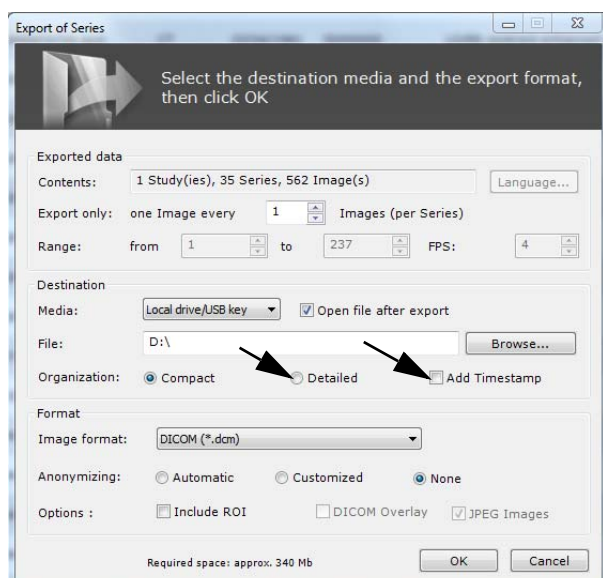 Export of Series
Select the destination media and the export format,
then click OK
Exported data
Contents: 1 Study(ies), 35 Series, 562 Image(s) Language...
Export only: one Image every 1 Images (per Series)
Range: from 1 to 237 FPS: 4
Destination
Media: Local drive/USB key Open file after export
File: D:\ Browse...
Organization: Compact Detailed Add Timestamp
Format
Image format: DICOM (*.dcm)
Anonymizing: Automatic Customized None
Options : Include ROI DICOM Overlay JPEG Images
Required space: approx. 340 Mb OK Cancel